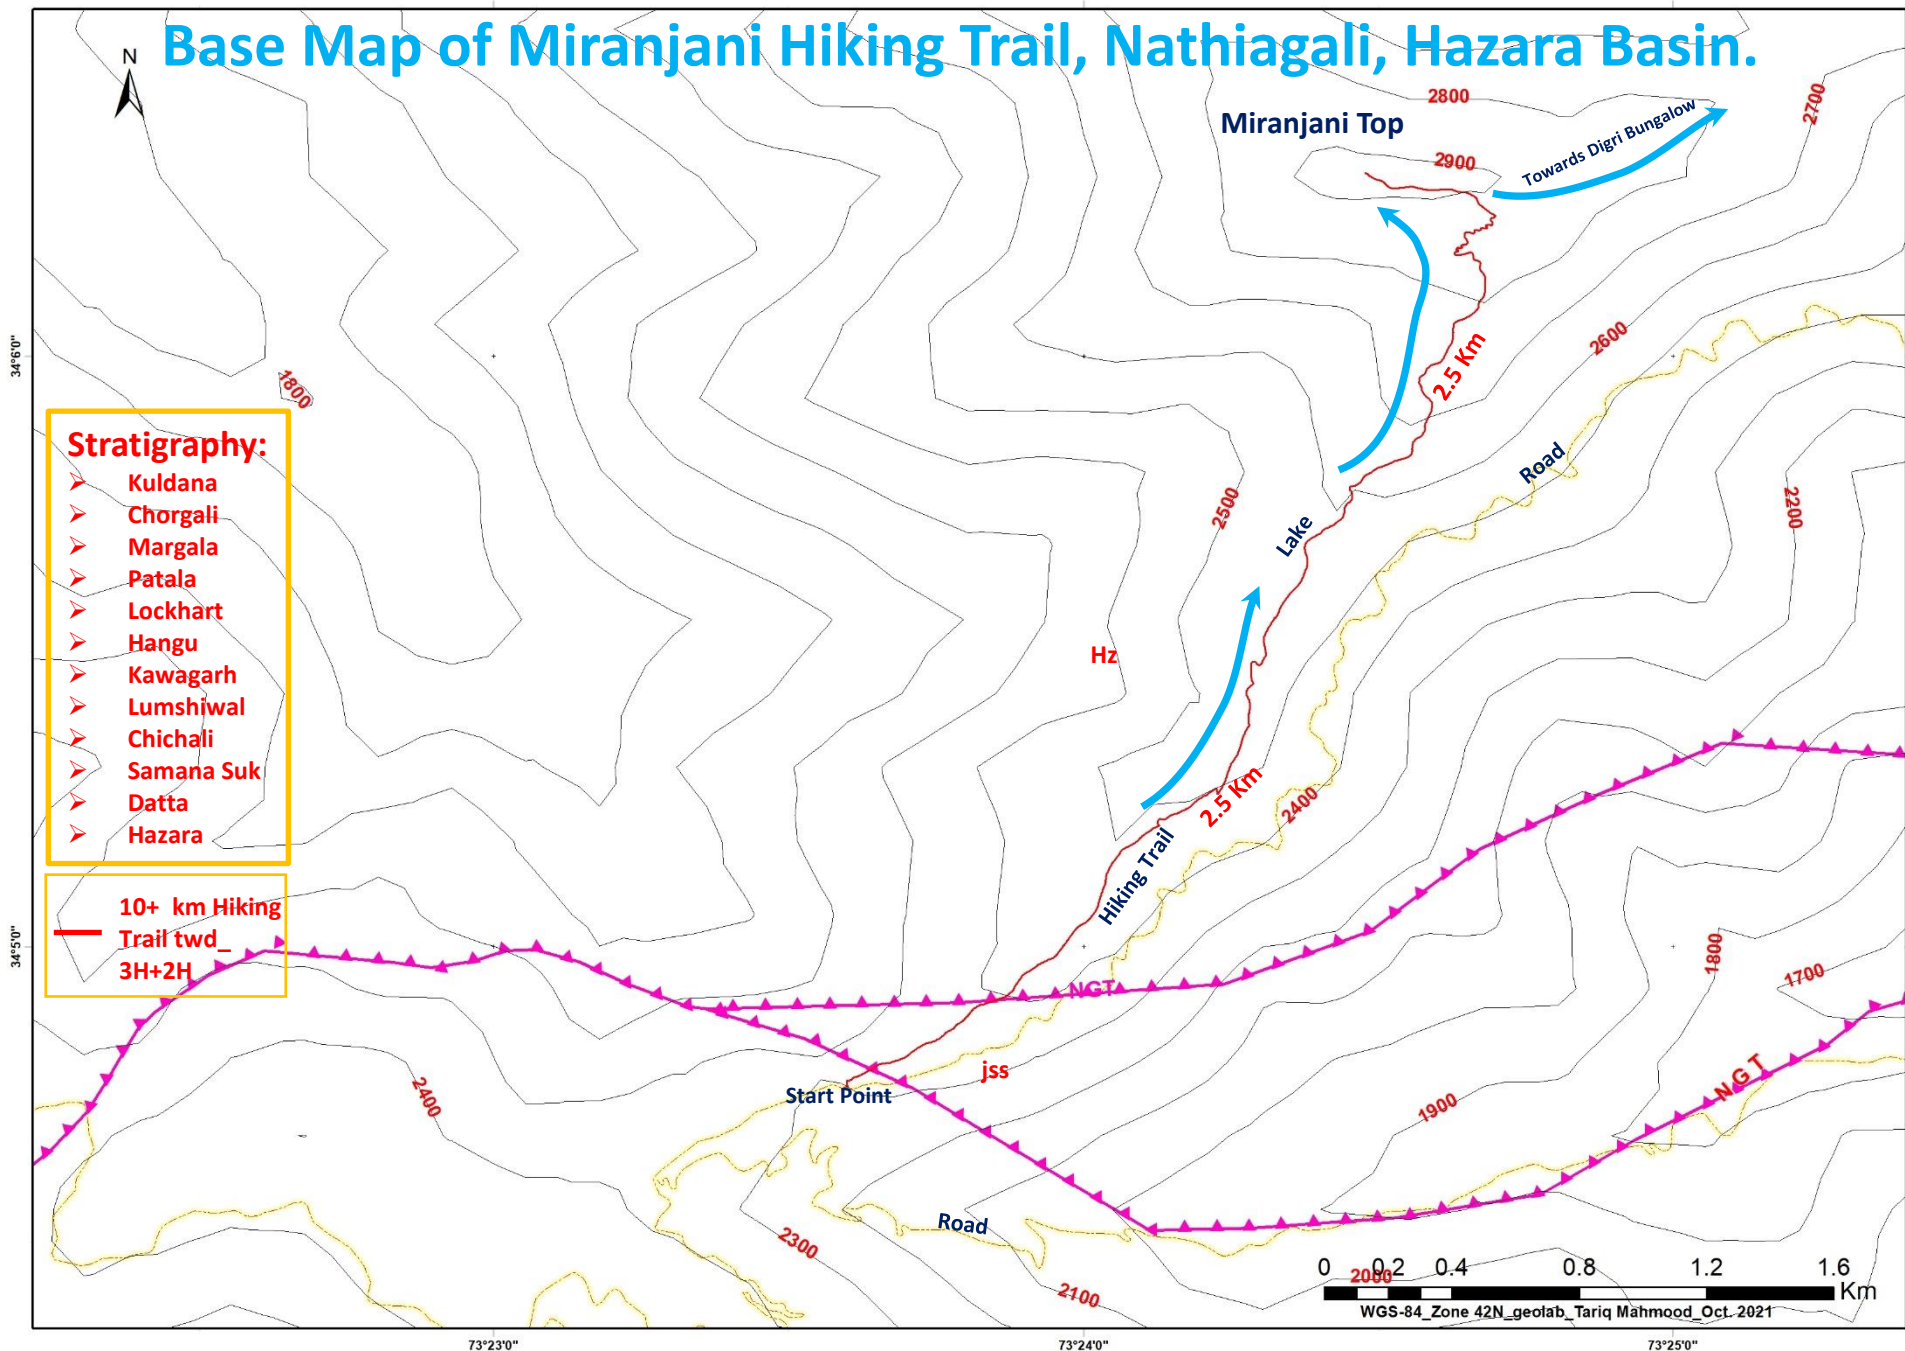 Base Map of Miranjani Hiking Trail, Nathiagali, Hazara Basin.
N
2800
2700
Miranjani Top
Towards Digri Bungalow
2900
34°6'0"
2600
2.5 Km
1800
Road
Stratigraphy:
Kuldana
Chorgali
Margala
Patala
Lockhart
Hangu
Kawagarh
Lumshiwal
Chichali
Samana Suk
Datta
Hazara
2500
2200
Lake
Hz
2.5 Km
2400
Hiking Trail
10+ km Hiking
Trail twd_
3H+2H
34°5'0"
1800
1700
NGT
jss
Start Point
2400
NGT
1900
Road
2300
2100
2000
0 0.2 0.4 0.8 1.2 1.6
Km
WGS-84_Zone 42N_geolab_Tariq Mahmood_Oct. 2021
73°23'0"
73°24'0"
73°25'0"